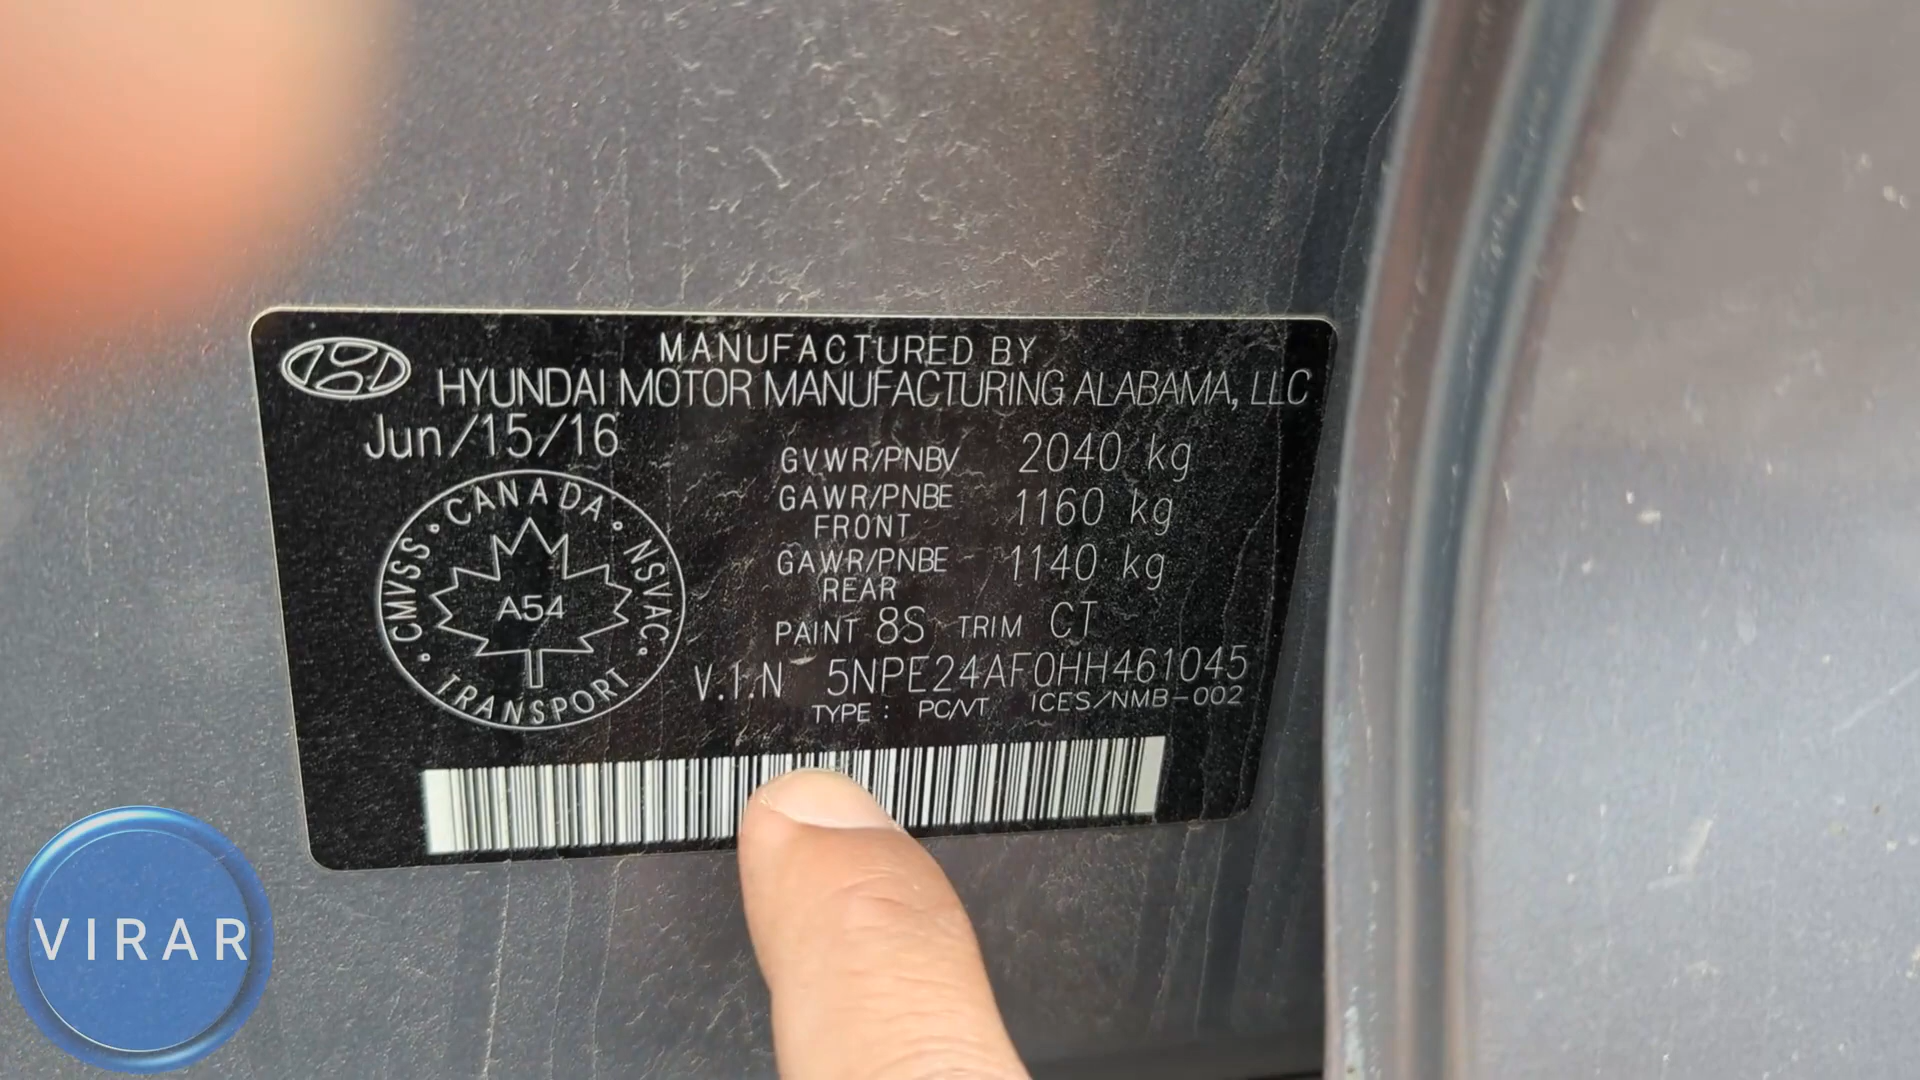 MANUFACTURED BY
HYUNDAI MOTOR MANUFACTURING ALABAMA, LLC
Jun/15/16
GVWR/PNBV 2040 kg
GAWR/PNBE FRONT 1160 kg
GAWR/PNBE REAR 1140 kg
PAINT 8S TRIM CT
V.I.N 5NPE24AF0HH461045
TYPE : PC/VT ICES/NMB-002
CANADA
CMVSS NSVAC
A54
TRANSPORT
VIRAR